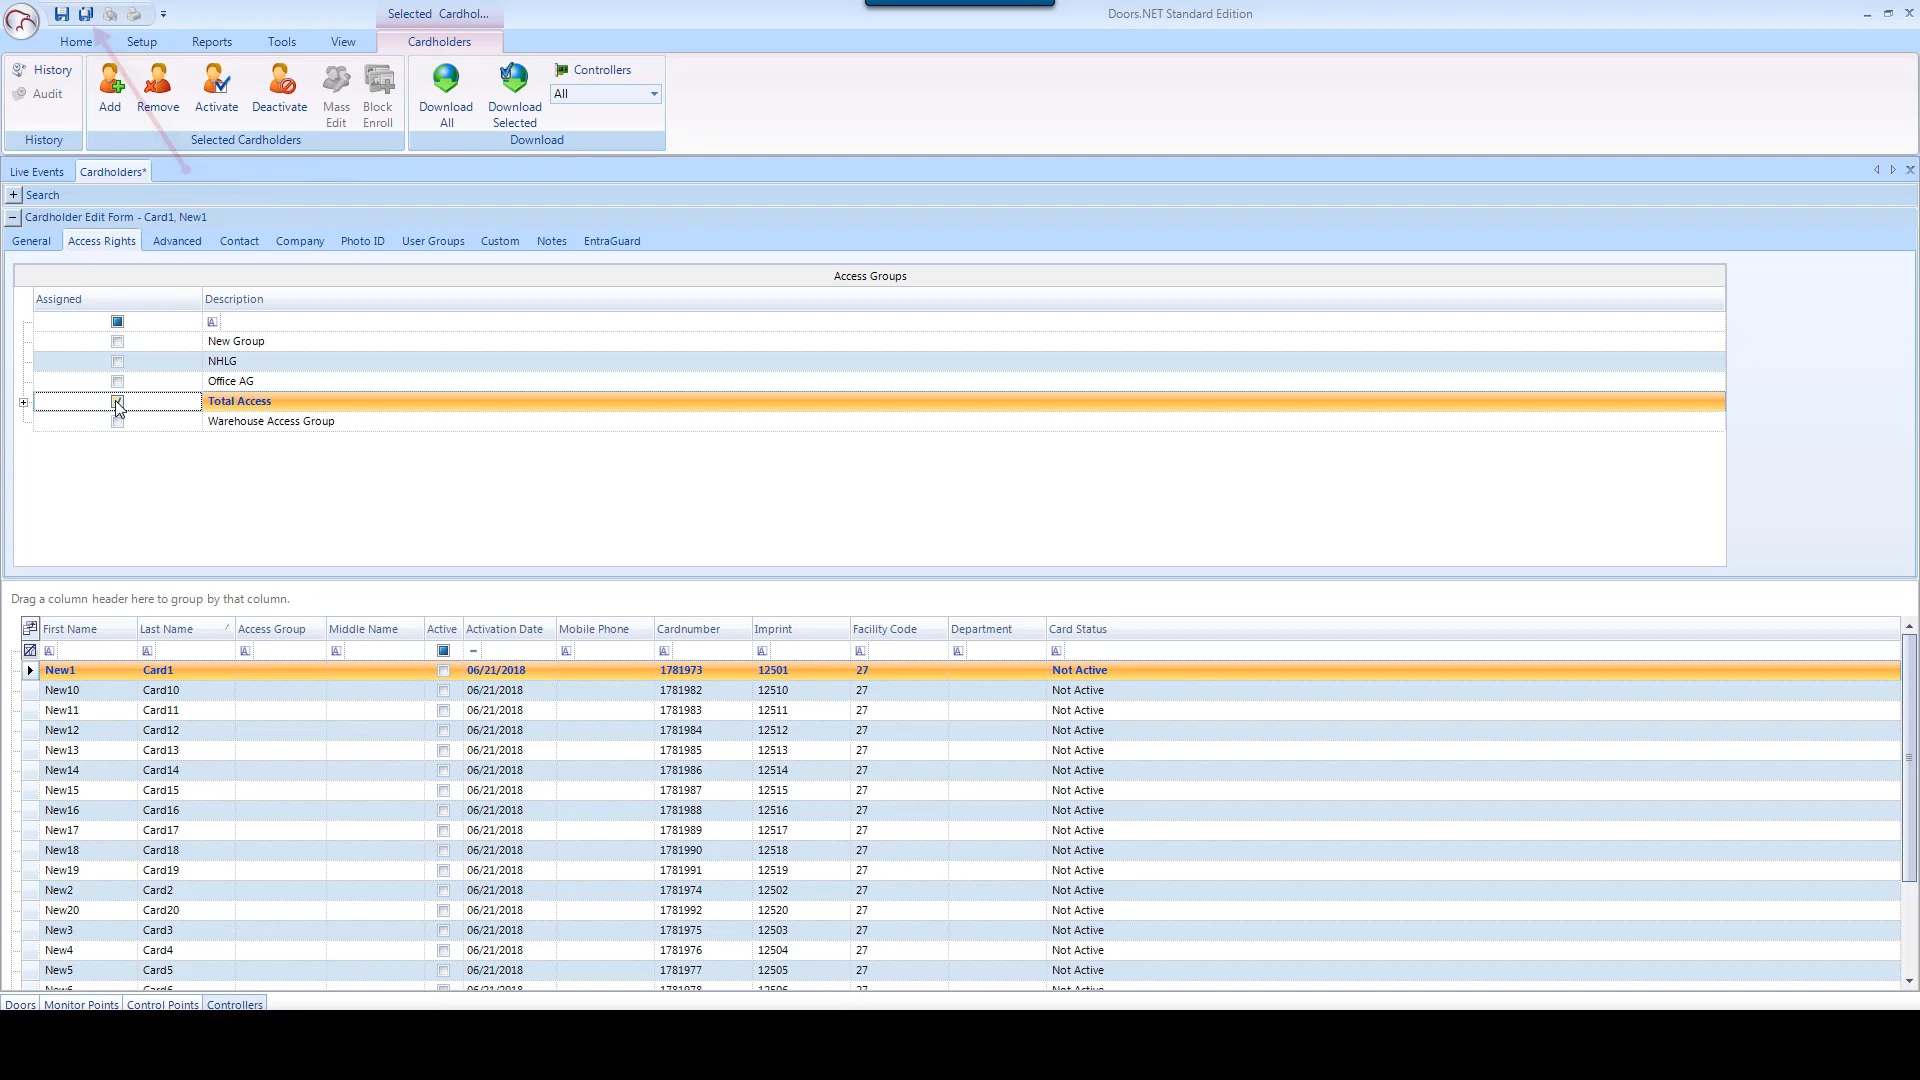 Selected Cardhol...
Doors.NET Standard Edition
Home Setup Reports Tools View Cardholders
History
Audit
Add Remove Activate Deactivate Mass Edit Block Enroll
Download All Download Selected
Controllers
All
History Selected Cardholders Download
Live Events Cardholders*
Search
Cardholder Edit Form - Card1, New1
General Access Rights Advanced Contact Company Photo ID User Groups Custom Notes EntraGuard
Access Groups
Assigned Description
New Group
NHLG
Office AG
Total Access
Warehouse Access Group
Drag a column header here to group by that column.
First Name Last Name Access Group Middle Name Active Activation Date Mobile Phone Cardnumber Imprint Facility Code Department Card Status
New1 Card1 06/21/2018 1781973 12501 27 Not Active
New10 Card10 06/21/2018 1781982 12510 27 Not Active
New11 Card11 06/21/2018 1781983 12511 27 Not Active
New12 Card12 06/21/2018 1781984 12512 27 Not Active
New13 Card13 06/21/2018 1781985 12513 27 Not Active
New14 Card14 06/21/2018 1781986 12514 27 Not Active
New15 Card15 06/21/2018 1781987 12515 27 Not Active
New16 Card16 06/21/2018 1781988 12516 27 Not Active
New17 Card17 06/21/2018 1781989 12517 27 Not Active
New18 Card18 06/21/2018 1781990 12518 27 Not Active
New19 Card19 06/21/2018 1781991 12519 27 Not Active
New2 Card2 06/21/2018 1781974 12502 27 Not Active
New20 Card20 06/21/2018 1781992 12520 27 Not Active
New3 Card3 06/21/2018 1781975 12503 27 Not Active
New4 Card4 06/21/2018 1781976 12504 27 Not Active
New5 Card5 06/21/2018 1781977 12505 27 Not Active
Doors Monitor Points Control Points Controllers